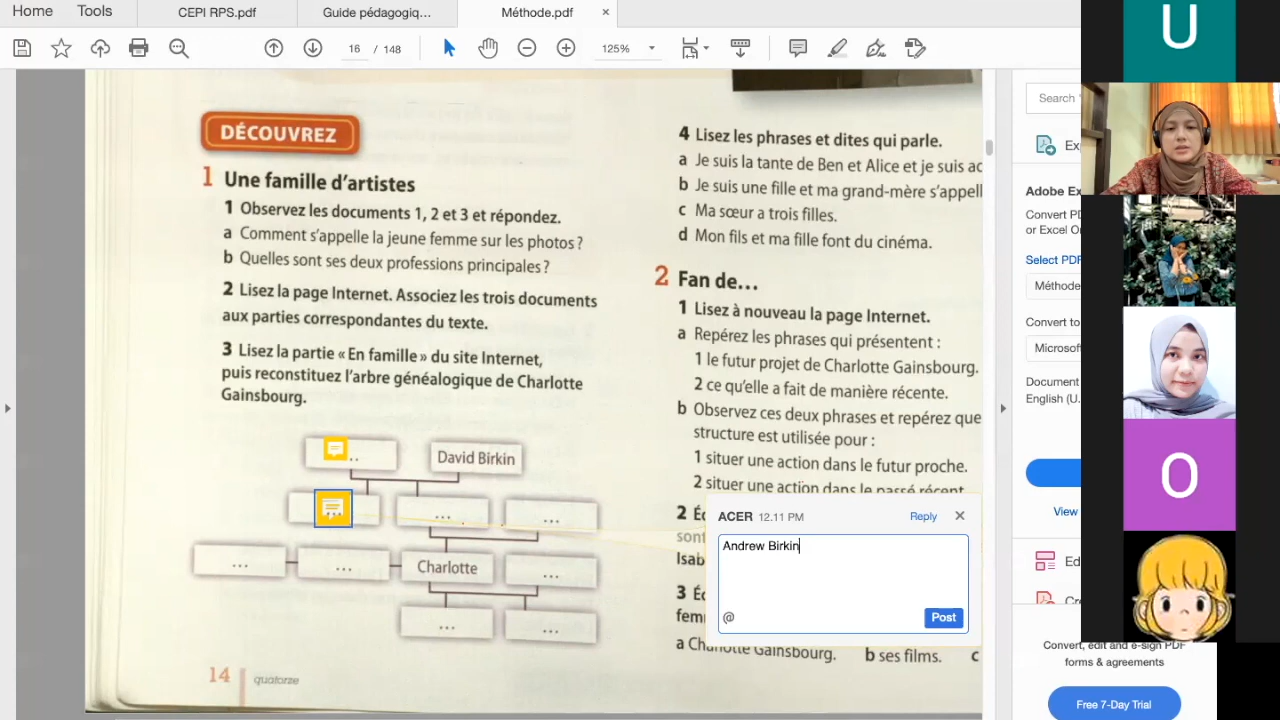 Home
Tools
CEPI RPS.pdf
Guide pédagogiq...
Méthode.pdf
×
16 / 148
125%
DÉCOUVREZ
1 Une famille d'artistes
1 Observez les documents 1, 2 et 3 et répondez.
a Comment s'appelle la jeune femme sur les photos ?
b Quelles sont ses deux professions principales ?
2 Lisez la page Internet. Associez les trois documents
aux parties correspondantes du texte.
3 Lisez la partie « En famille » du site Internet,
puis reconstituez l'arbre généalogique de Charlotte
Gainsbourg.
David Birkin
...
...
...
...
Charlotte
...
...
...
14
quatorze
4 Lisez les phrases et dites qui parle.
a Je suis la tante de Ben et Alice et je suis ac
b Je suis une fille et ma grand-mère s'appell
c Ma sœur a trois filles.
d Mon fils et ma fille font du cinéma.
2 Fan de...
1 Lisez à nouveau la page Internet.
a Repérez les phrases qui présentent :
1 le futur projet de Charlotte Gainsbourg.
2 ce qu'elle a fait de manière récente.
b Observez ces deux phrases et repérez que
structure est utilisée pour :
1 situer une action dans le futur proche.
2 situer une action dans le passé récent
2 Éc
sont
Isab
3 Éc
fem
a Charlotte Gainsbourg.
b ses films.
c
ACER 12.11 PM
Reply
Andrew Birkin
@
Post
Search
Ex
Adobe Ex
Convert PD
or Excel On
Select PDF
Méthode
Convert to
Microsof
Document
English (U.
View
Ed
Cr
Convert, edit and e-sign PDF
forms & agreements
Free 7-Day Trial
U
O